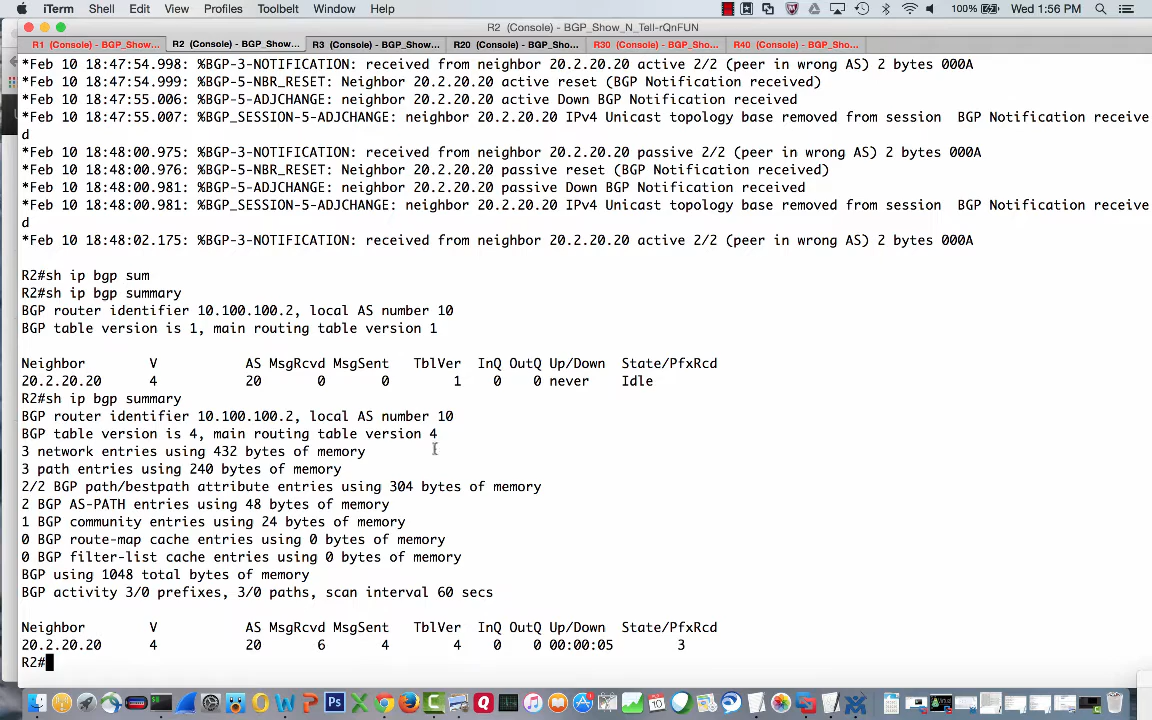 iTerm Shell Edit View Profiles Toolbelt Window Help 100% Wed 1:56 PM
R2 (Console) - BGP_Show_N_Tell-rQnFUN
R1 (Console) - BGP_Show... R2 (Console) - BGP_Show... R3 (Console) - BGP_Show... R20 (Console) - BGP_Sho... R30 (Console) - BGP_Sho... R40 (Console) - BGP_Sho...
*Feb 10 18:47:54.998: %BGP-3-NOTIFICATION: received from neighbor 20.2.20.20 active 2/2 (peer in wrong AS) 2 bytes 000A
*Feb 10 18:47:54.999: %BGP-5-NBR_RESET: Neighbor 20.2.20.20 active reset (BGP Notification received)
*Feb 10 18:47:55.006: %BGP-5-ADJCHANGE: neighbor 20.2.20.20 active Down BGP Notification received
*Feb 10 18:47:55.007: %BGP_SESSION-5-ADJCHANGE: neighbor 20.2.20.20 IPv4 Unicast topology base removed from session  BGP Notification receive
d
*Feb 10 18:48:00.975: %BGP-3-NOTIFICATION: received from neighbor 20.2.20.20 passive 2/2 (peer in wrong AS) 2 bytes 000A
*Feb 10 18:48:00.976: %BGP-5-NBR_RESET: Neighbor 20.2.20.20 passive reset (BGP Notification received)
*Feb 10 18:48:00.981: %BGP-5-ADJCHANGE: neighbor 20.2.20.20 passive Down BGP Notification received
*Feb 10 18:48:00.981: %BGP_SESSION-5-ADJCHANGE: neighbor 20.2.20.20 IPv4 Unicast topology base removed from session  BGP Notification receive
d
*Feb 10 18:48:02.175: %BGP-3-NOTIFICATION: received from neighbor 20.2.20.20 active 2/2 (peer in wrong AS) 2 bytes 000A
R2#sh ip bgp sum
R2#sh ip bgp summary
BGP router identifier 10.100.100.2, local AS number 10
BGP table version is 1, main routing table version 1
Neighbor V AS MsgRcvd MsgSent TblVer InQ OutQ Up/Down State/PfxRcd
20.2.20.20 4 20 0 0 1 0 0 never Idle
R2#sh ip bgp summary
BGP router identifier 10.100.100.2, local AS number 10
BGP table version is 4, main routing table version 4
3 network entries using 432 bytes of memory
3 path entries using 240 bytes of memory
2/2 BGP path/bestpath attribute entries using 304 bytes of memory
2 BGP AS-PATH entries using 48 bytes of memory
1 BGP community entries using 24 bytes of memory
0 BGP route-map cache entries using 0 bytes of memory
0 BGP filter-list cache entries using 0 bytes of memory
BGP using 1048 total bytes of memory
BGP activity 3/0 prefixes, 3/0 paths, scan interval 60 secs
Neighbor V AS MsgRcvd MsgSent TblVer InQ OutQ Up/Down State/PfxRcd
20.2.20.20 4 20 6 4 4 0 0 00:00:05 3
R2#